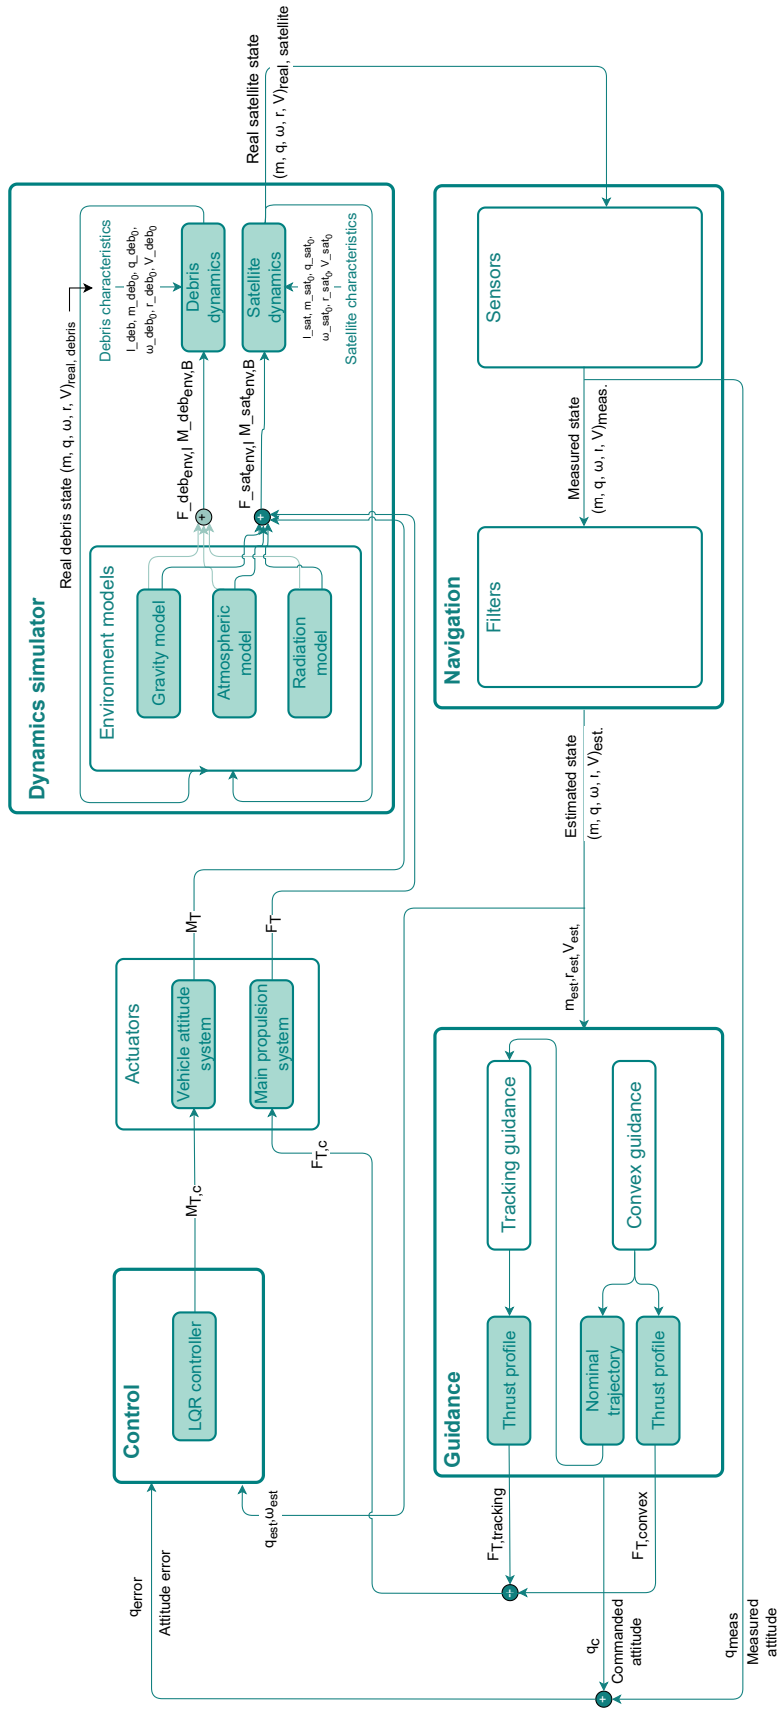 Dynamics simulator
Real debris state (m, q, ω, r, V)real, debris
Environment models
Gravity model
Atmospheric
model
Radiation
model
+
+
F_debenv,I M_debenv,B
F_satenv,I M_satenv,B
Debris characteristics
I_deb, m_deb0, q_deb0,
ω_deb0, r_deb0, V_deb0
Debris
dynamics
Satellite
dynamics
I_sat, m_sat0, q_sat0,
ω_sat0, r_sat0, V_sat0
Satellite characteristics
Real satellite state
(m, q, ω, r, V)real, satellite
Actuators
Vehicle attitude
system
Main propulsion
system
MT
FT
MT,c
FT,c
Control
LQR controller
qerror
Attitude error
qest,ωest
Navigation
Sensors
Measured state
(m, q, ω, r, V)meas.
Filters
Estimated state
(m, q, ω, r, V)est.
mest,rest,Vest,
Guidance
Tracking guidance
Convex guidance
Thrust profile
Nominal
trajectory
Thrust profile
FT,tracking
FT,convex
+
qc
Commanded
attitude
+
qmeas
Measured
attitude